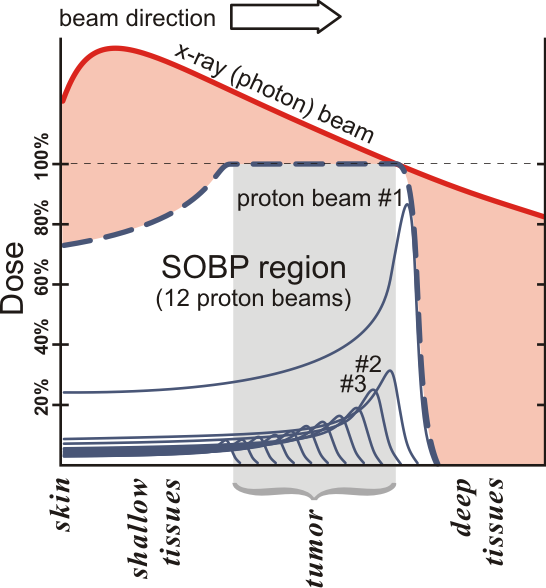 beam direction
x-ray (photon) beam
100%
80%
60%
40%
20%
Dose
proton beam #1
SOBP region
(12 proton beams)
#2
#3
skin
shallow
tissues
tumor
deep
tissues